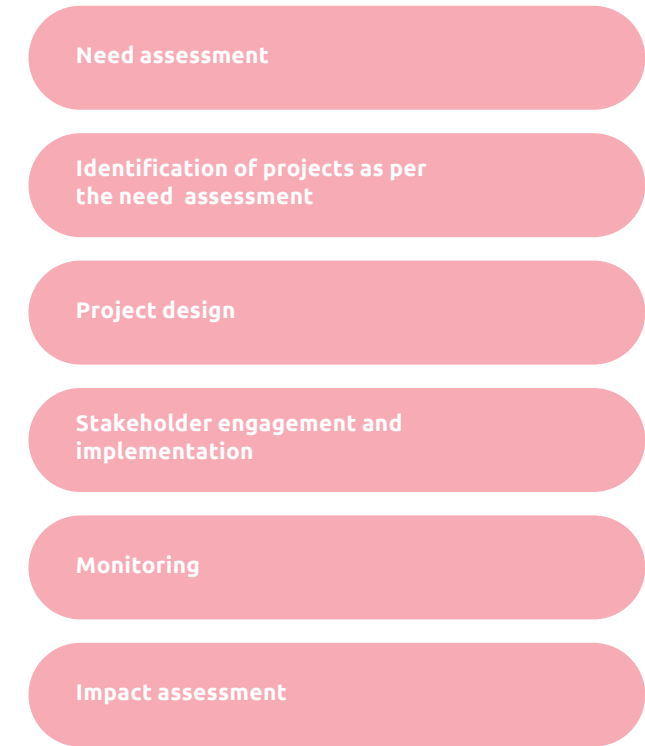 Need assessment
Identification of projects as per
the need assessment
Project design
Stakeholder engagement and
implementation
Monitoring
Impact assessment